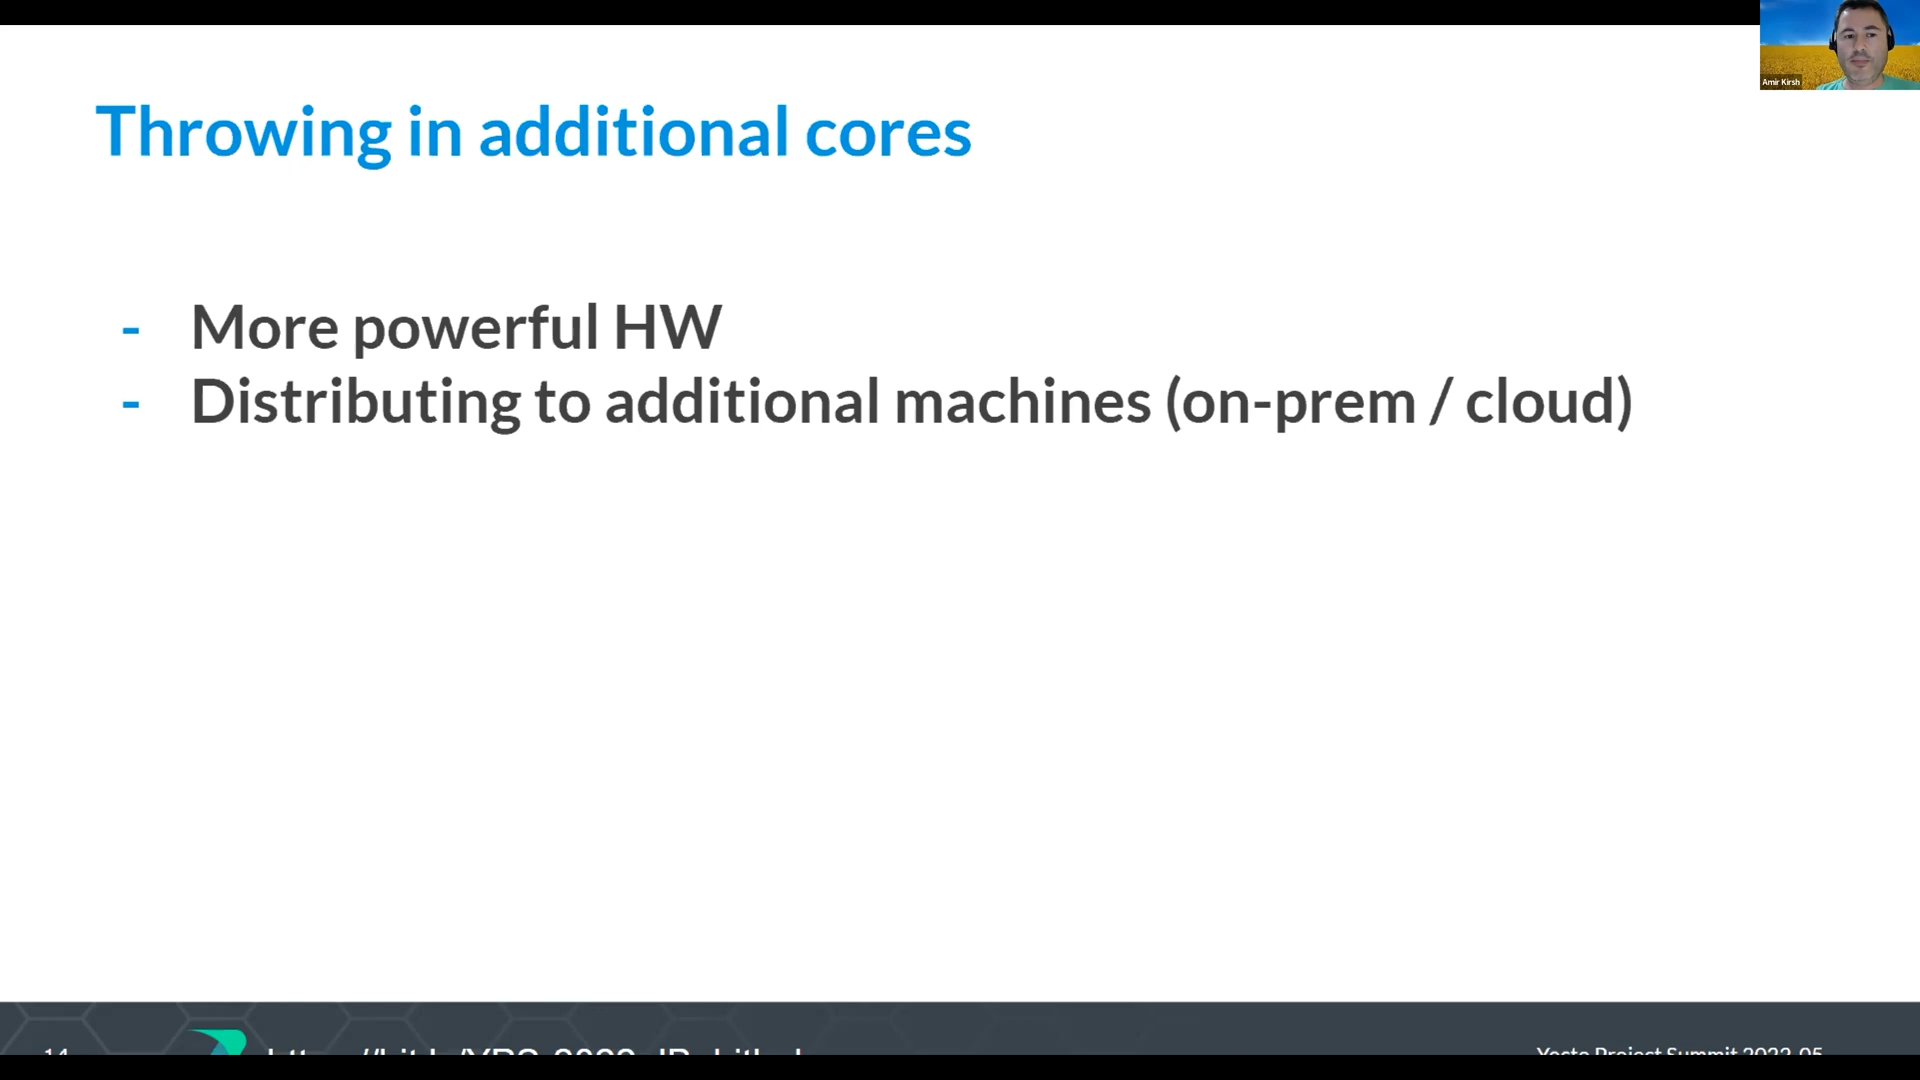 Amir Kirsh
Throwing in additional cores
- More powerful HW
- Distributing to additional machines (on-prem / cloud)
14
Yocto Project Summit 2022-05